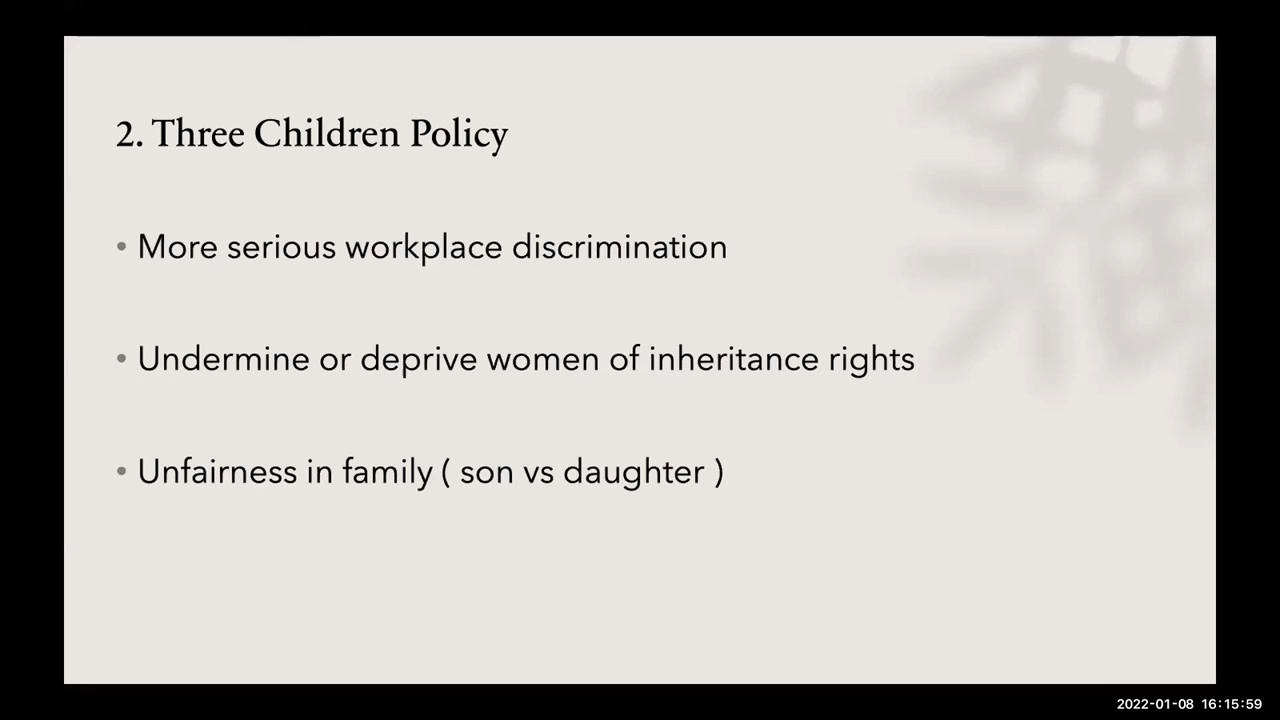 2. Three Children Policy
• More serious workplace discrimination
• Undermine or deprive women of inheritance rights
• Unfairness in family ( son vs daughter )
2022-01-08 16:15:59